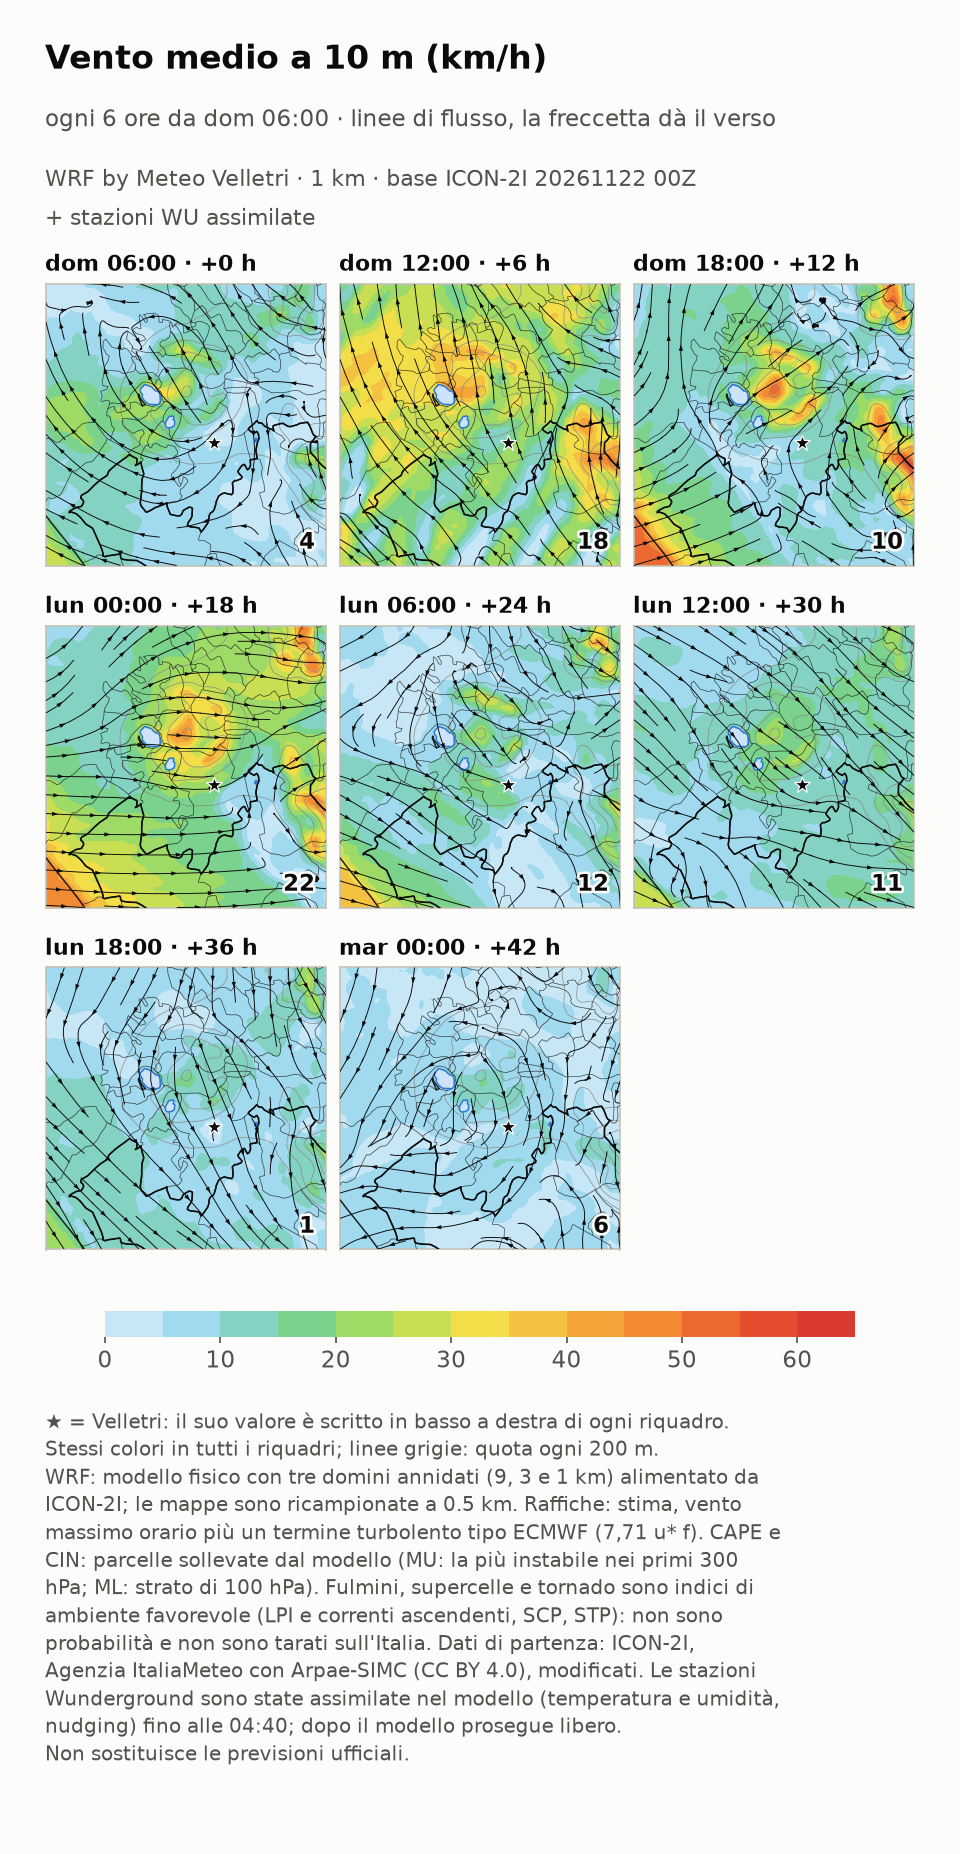 Vento medio a 10 m (km/h)
ogni 6 ore da dom 06:00 · linee di flusso, la freccetta dà il verso
WRF by Meteo Velletri · 1 km · base ICON-2I 20261122 00Z
+ stazioni WU assimilate
dom 06:00 · +0 h
dom 12:00 · +6 h
dom 18:00 · +12 h
4
18
10
lun 00:00 · +18 h
lun 06:00 · +24 h
lun 12:00 · +30 h
22
12
11
lun 18:00 · +36 h
mar 00:00 · +42 h
1
6
0 10 20 30 40 50 60
★ = Velletri: il suo valore è scritto in basso a destra di ogni riquadro.
Stessi colori in tutti i riquadri; linee grigie: quota ogni 200 m.
WRF: modello fisico con tre domini annidati (9, 3 e 1 km) alimentato da
ICON-2I; le mappe sono ricampionate a 0.5 km. Raffiche: stima, vento
massimo orario più un termine turbolento tipo ECMWF (7,71 u* f). CAPE e
CIN: parcelle sollevate dal modello (MU: la più instabile nei primi 300
hPa; ML: strato di 100 hPa). Fulmini, supercelle e tornado sono indici di
ambiente favorevole (LPI e correnti ascendenti, SCP, STP): non sono
probabilità e non sono tarati sull'Italia. Dati di partenza: ICON-2I,
Agenzia ItaliaMeteo con Arpae-SIMC (CC BY 4.0), modificati. Le stazioni
Wunderground sono state assimilate nel modello (temperatura e umidità,
nudging) fino alle 04:40; dopo il modello prosegue libero.
Non sostituisce le previsioni ufficiali.